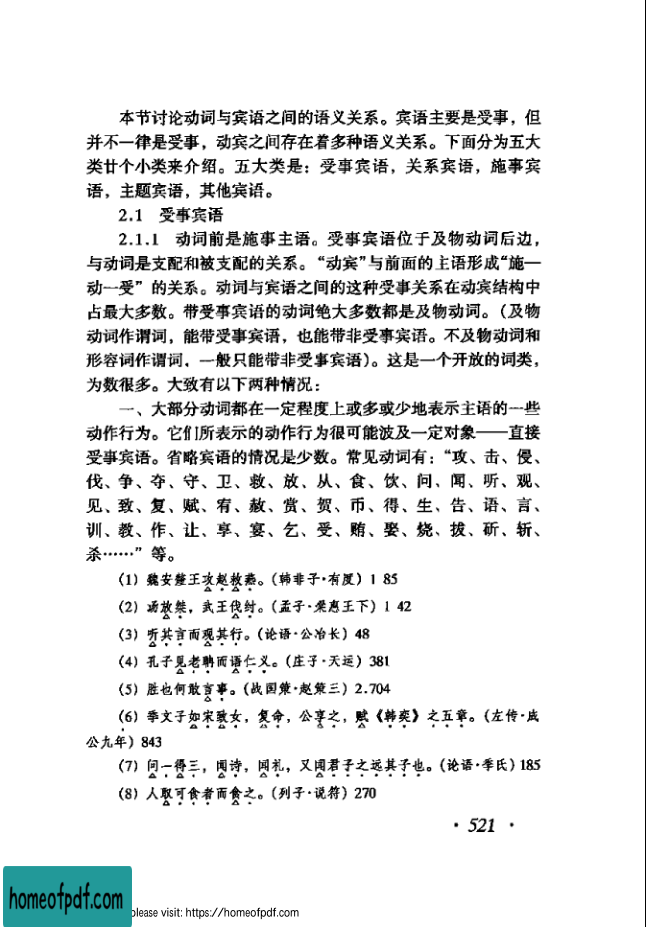 本节讨论动词与宾语之间的语义关系。宾语主要是受事，但
并不一律是受事，动宾之间存在着多种语义关系。下面分为五大
类廿个小类来介绍。五大类是：受事宾语，关系宾语，施事宾
语，主题宾语，其他宾语。
2.1 受事宾语
2.1.1 动词前是施事主语。受事宾语位于及物动词后边，
与动词是支配和被支配的关系。“动宾”与前面的主语形成“施—
动—受”的关系。动词与宾语之间的这种受事关系在动宾结构中
占最大多数。带受事宾语的动词绝大多数都是及物动词。（及物
动词作谓词，能带受事宾语，也能带非受事宾语。不及物动词和
形容词作谓词，一般只能带非受事宾语）。这是一个开放的词类，
为数很多。大致有以下两种情况：
一、大部分动词都在一定程度上或多或少地表示主语的一些
动作行为。它们所表示的动作行为很可能波及一定对象——直接
受事宾语。省略宾语的情况是少数。常见动词有：“攻、击、侵、
伐、争、夺、守、卫、救、放、从、食、饮、问、闻、听、观、
见、致、复、赋、宥、赦、赏、贺、币、得、生、告、语、言、
训、教、作、让、享、宴、乞、受、贿、娶、烧、拔、斫、斩、
杀……”等。
（1）魏安釐王攻赵救燕。（韩非子·有度）1 85
（2）汤放桀，武王伐纣。（孟子·梁惠王下）1 42
（3）听其言而观其行。（论语·公冶长）48
（4）孔子见老聃而语仁义。（庄子·天运）381
（5）胜也何敢言事。（战国策·赵策三）2.704
（6）季文子如宋致女，复命，公享之，赋《韩奕》之五章。（左传·成
公九年）843
（7）问一得三，闻诗，闻礼，又闻君子之远其子也。（论语·季氏）185
（8）人取可食者而食之。（列子·说符）270
· 521 ·
homeofpdf.com
please visit: https://homeofpdf.com